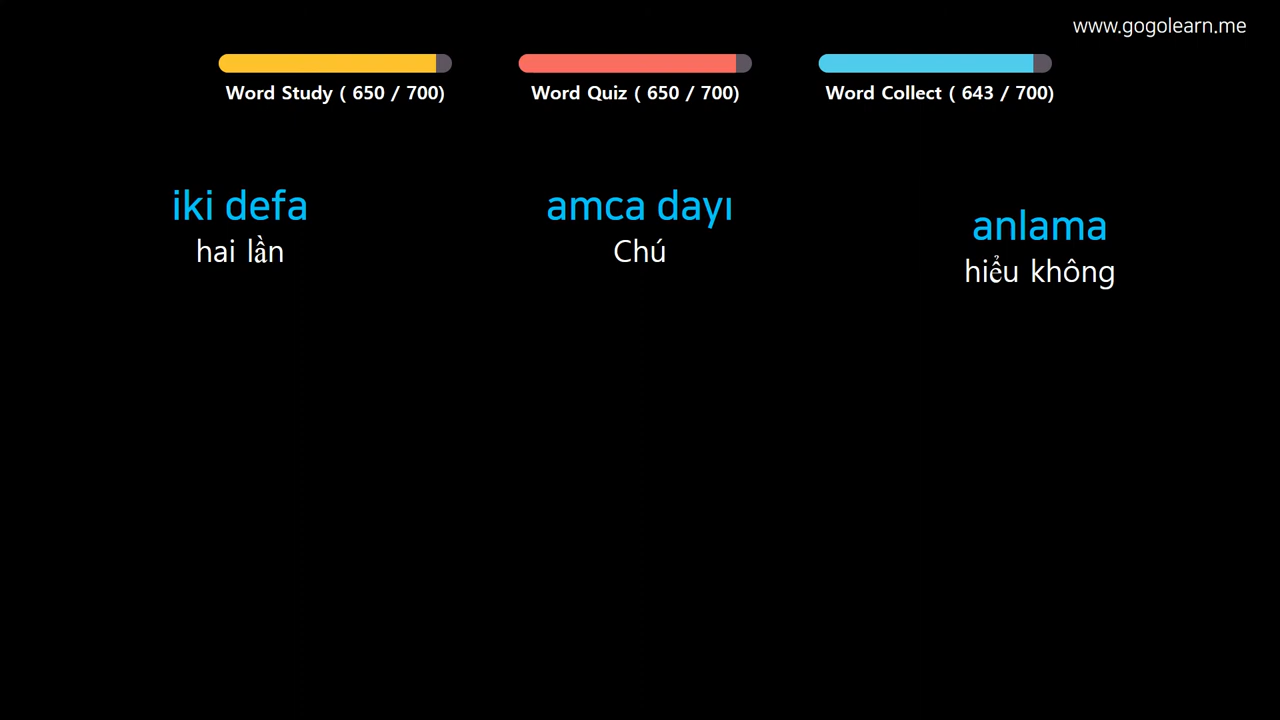 www.gogolearn.me
Word Study ( 650 / 700)
Word Quiz ( 650 / 700)
Word Collect ( 643 / 700)
iki defa
hai lần
amca dayı
Chú
anlama
hiểu không